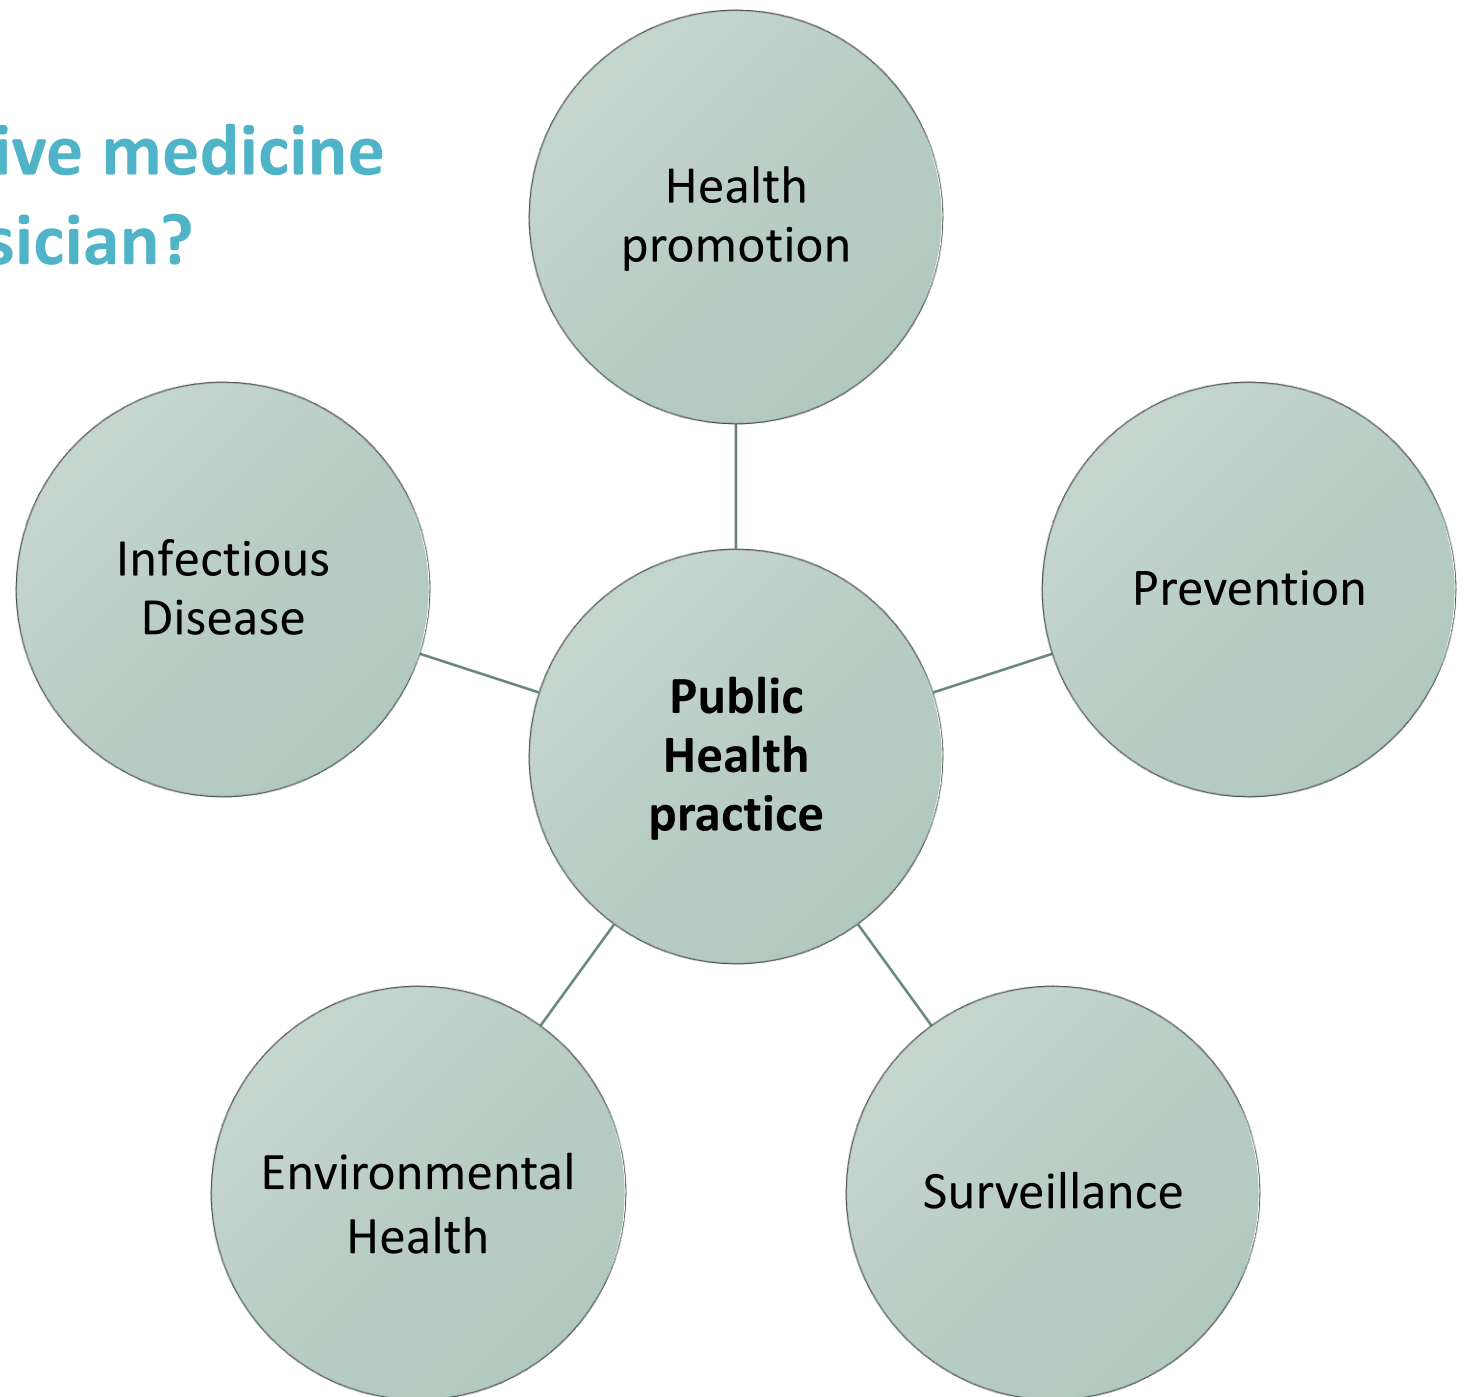 ive medicine
sician?
Health
promotion
Infectious
Disease
Prevention
Public
Health
practice
Environmental
Health
Surveillance